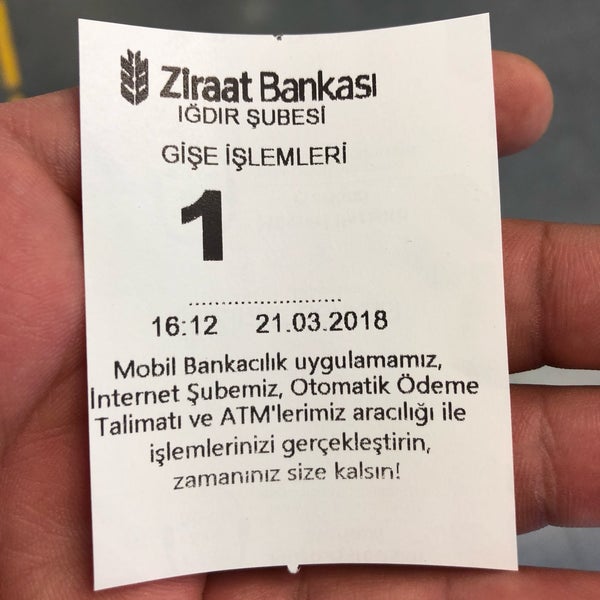 Ziraat Bankası
IĞDIR ŞUBESİ
GİŞE İŞLEMLERİ
1
........................
16:12 21.03.2018
Mobil Bankacılık uygulamamız,
İnternet Şubemiz, Otomatik Ödeme
Talimatı ve ATM'lerimiz aracılığı ile
işlemlerinizi gerçekleştirin,
zamanınız size kalsın!